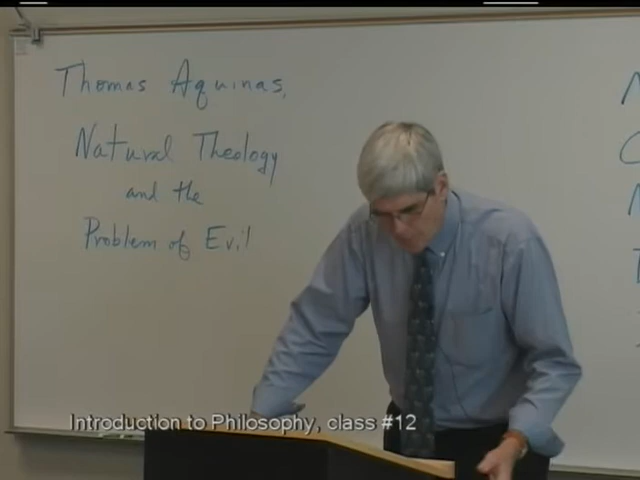 Thomas Aquinas,
Natural Theology
and the
Problem of Evil
Introduction to Philosophy, class #12